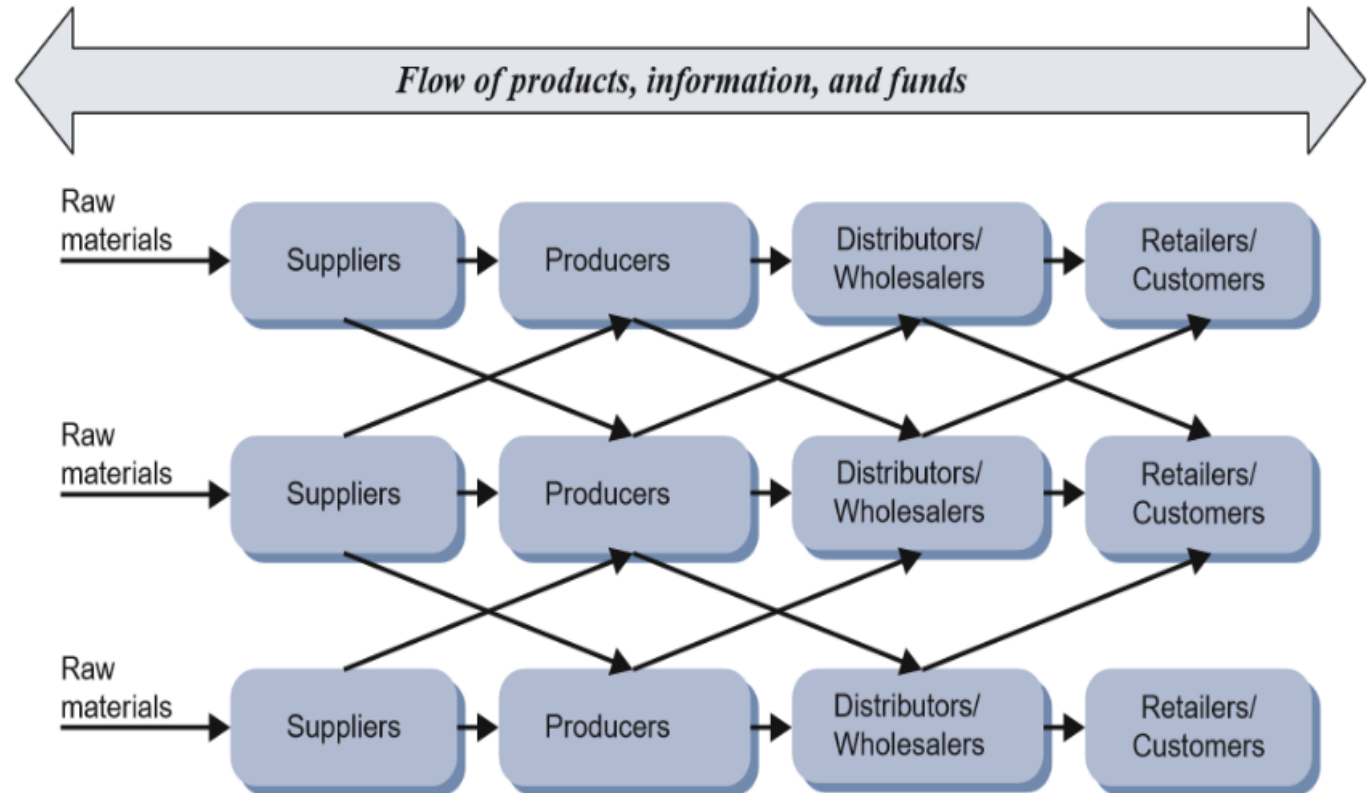 Flow of products, information, and funds
Raw
materials
Suppliers
Producers
Distributors/
Wholesalers
Retailers/
Customers
Raw
materials
Suppliers
Producers
Distributors/
Wholesalers
Retailers/
Customers
Raw
materials
Suppliers
Producers
Distributors/
Wholesalers
Retailers/
Customers